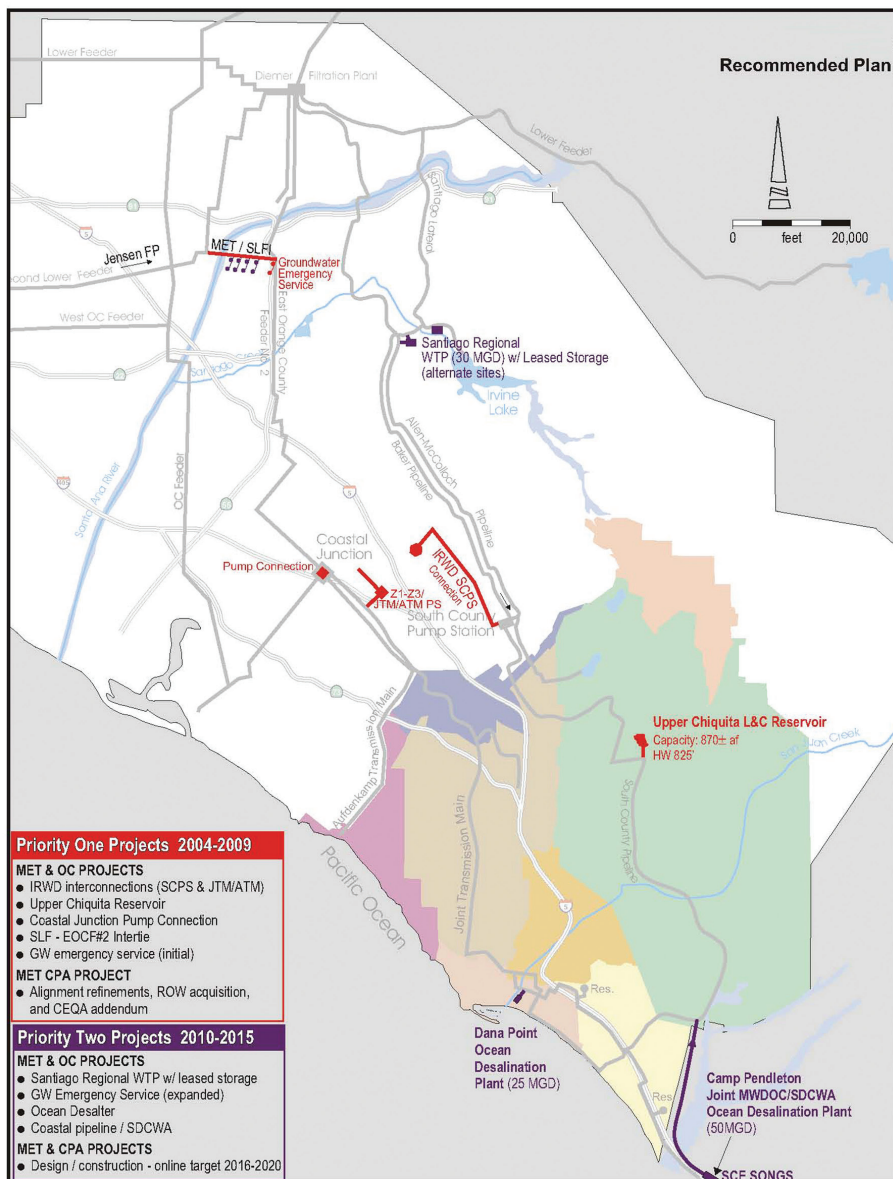 Recommended Plan
Lower Feeder
Diemer Filtration Plant
Lower Feeder
0 feet 20,000
Santiago Lateral
5
MET / SLFI
Jensen FP
Second Lower Feeder
Groundwater
Emergency
Service
West OC Feeder
East Orange County
Feeder NO. 2
Santiago Regional
WTP (30 MGD) w/ Leased Storage
(alternate sites)
Irvine
Lake
Santa Ana River
OC Feeder
405
5
Allen-McColloch
Pipeline
Baker Pipeline
Coastal
Junction
Pump Connection
IRWD SCPS
Connection
Z1-Z3/
JTM/ATM PS
South County
Pump Station
Aufdenkamp Transmission Main
Upper Chiquita L&C Reservoir
Capacity: 870± af
HW 825'
San Juan Creek
South County Pipeline
Joint Transmission Main
Pacific Ocean
5
Res.
Dana Point
Ocean
Desalination
Plant (25 MGD)
Res
Camp Pendleton
Joint MWDOC/SDCWA
Ocean Desalination Plant
(50MGD)
SCE SONGS
Priority One Projects 2004-2009
MET & OC PROJECTS
● IRWD interconnections (SCPS & JTM/ATM)
● Upper Chiquita Reservoir
● Coastal Junction Pump Connection
● SLF - EOCF#2 Intertie
● GW emergency service (initial)
MET CPA PROJECT
● Alignment refinements, ROW acquisition,
and CEQA addendum
Priority Two Projects 2010-2015
MET & OC PROJECTS
● Santiago Regional WTP w/ leased storage
● GW Emergency Service (expanded)
● Ocean Desalter
● Coastal pipeline / SDCWA
MET & CPA PROJECTS
● Design / construction - online target 2016-2020